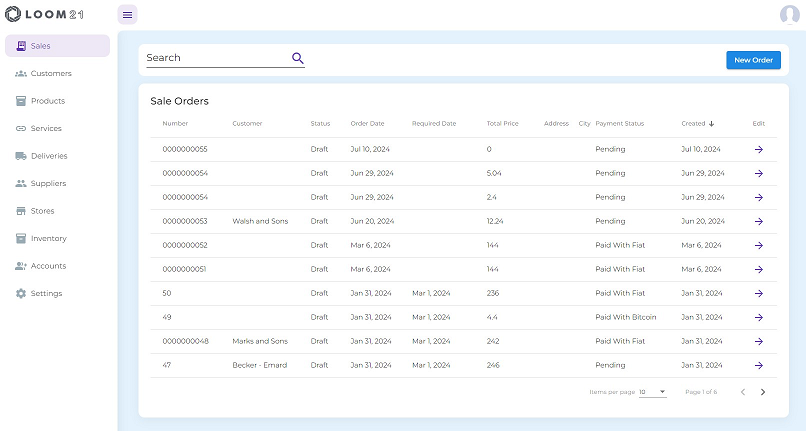 LOOM 21
Sales
Customers
Products
Services
Deliveries
Suppliers
Stores
Inventory
Accounts
Settings
Search
New Order
Sale Orders
Number Customer Status Order Date Required Date Total Price Address City Payment Status Created Edit
0000000055 Draft Jul 10, 2024 0 Pending Jul 10, 2024
0000000054 Draft Jun 29, 2024 5.04 Pending Jun 29, 2024
0000000054 Draft Jun 29, 2024 2.4 Pending Jun 29, 2024
0000000053 Walsh and Sons Draft Jun 20, 2024 12.24 Pending Jun 20, 2024
0000000052 Draft Mar 6, 2024 144 Paid With Fiat Mar 6, 2024
0000000051 Draft Mar 6, 2024 144 Paid With Fiat Mar 6, 2024
50 Draft Jan 31, 2024 Mar 1, 2024 236 Paid With Fiat Jan 31, 2024
49 Draft Jan 31, 2024 Mar 1, 2024 4.4 Paid With Bitcoin Jan 31, 2024
0000000048 Marks and Sons Draft Jan 31, 2024 Mar 1, 2024 242 Paid With Fiat Jan 31, 2024
47 Becker - Emard Draft Jan 31, 2024 Mar 1, 2024 246 Pending Jan 31, 2024
Items per page 10 Page 1 of 6